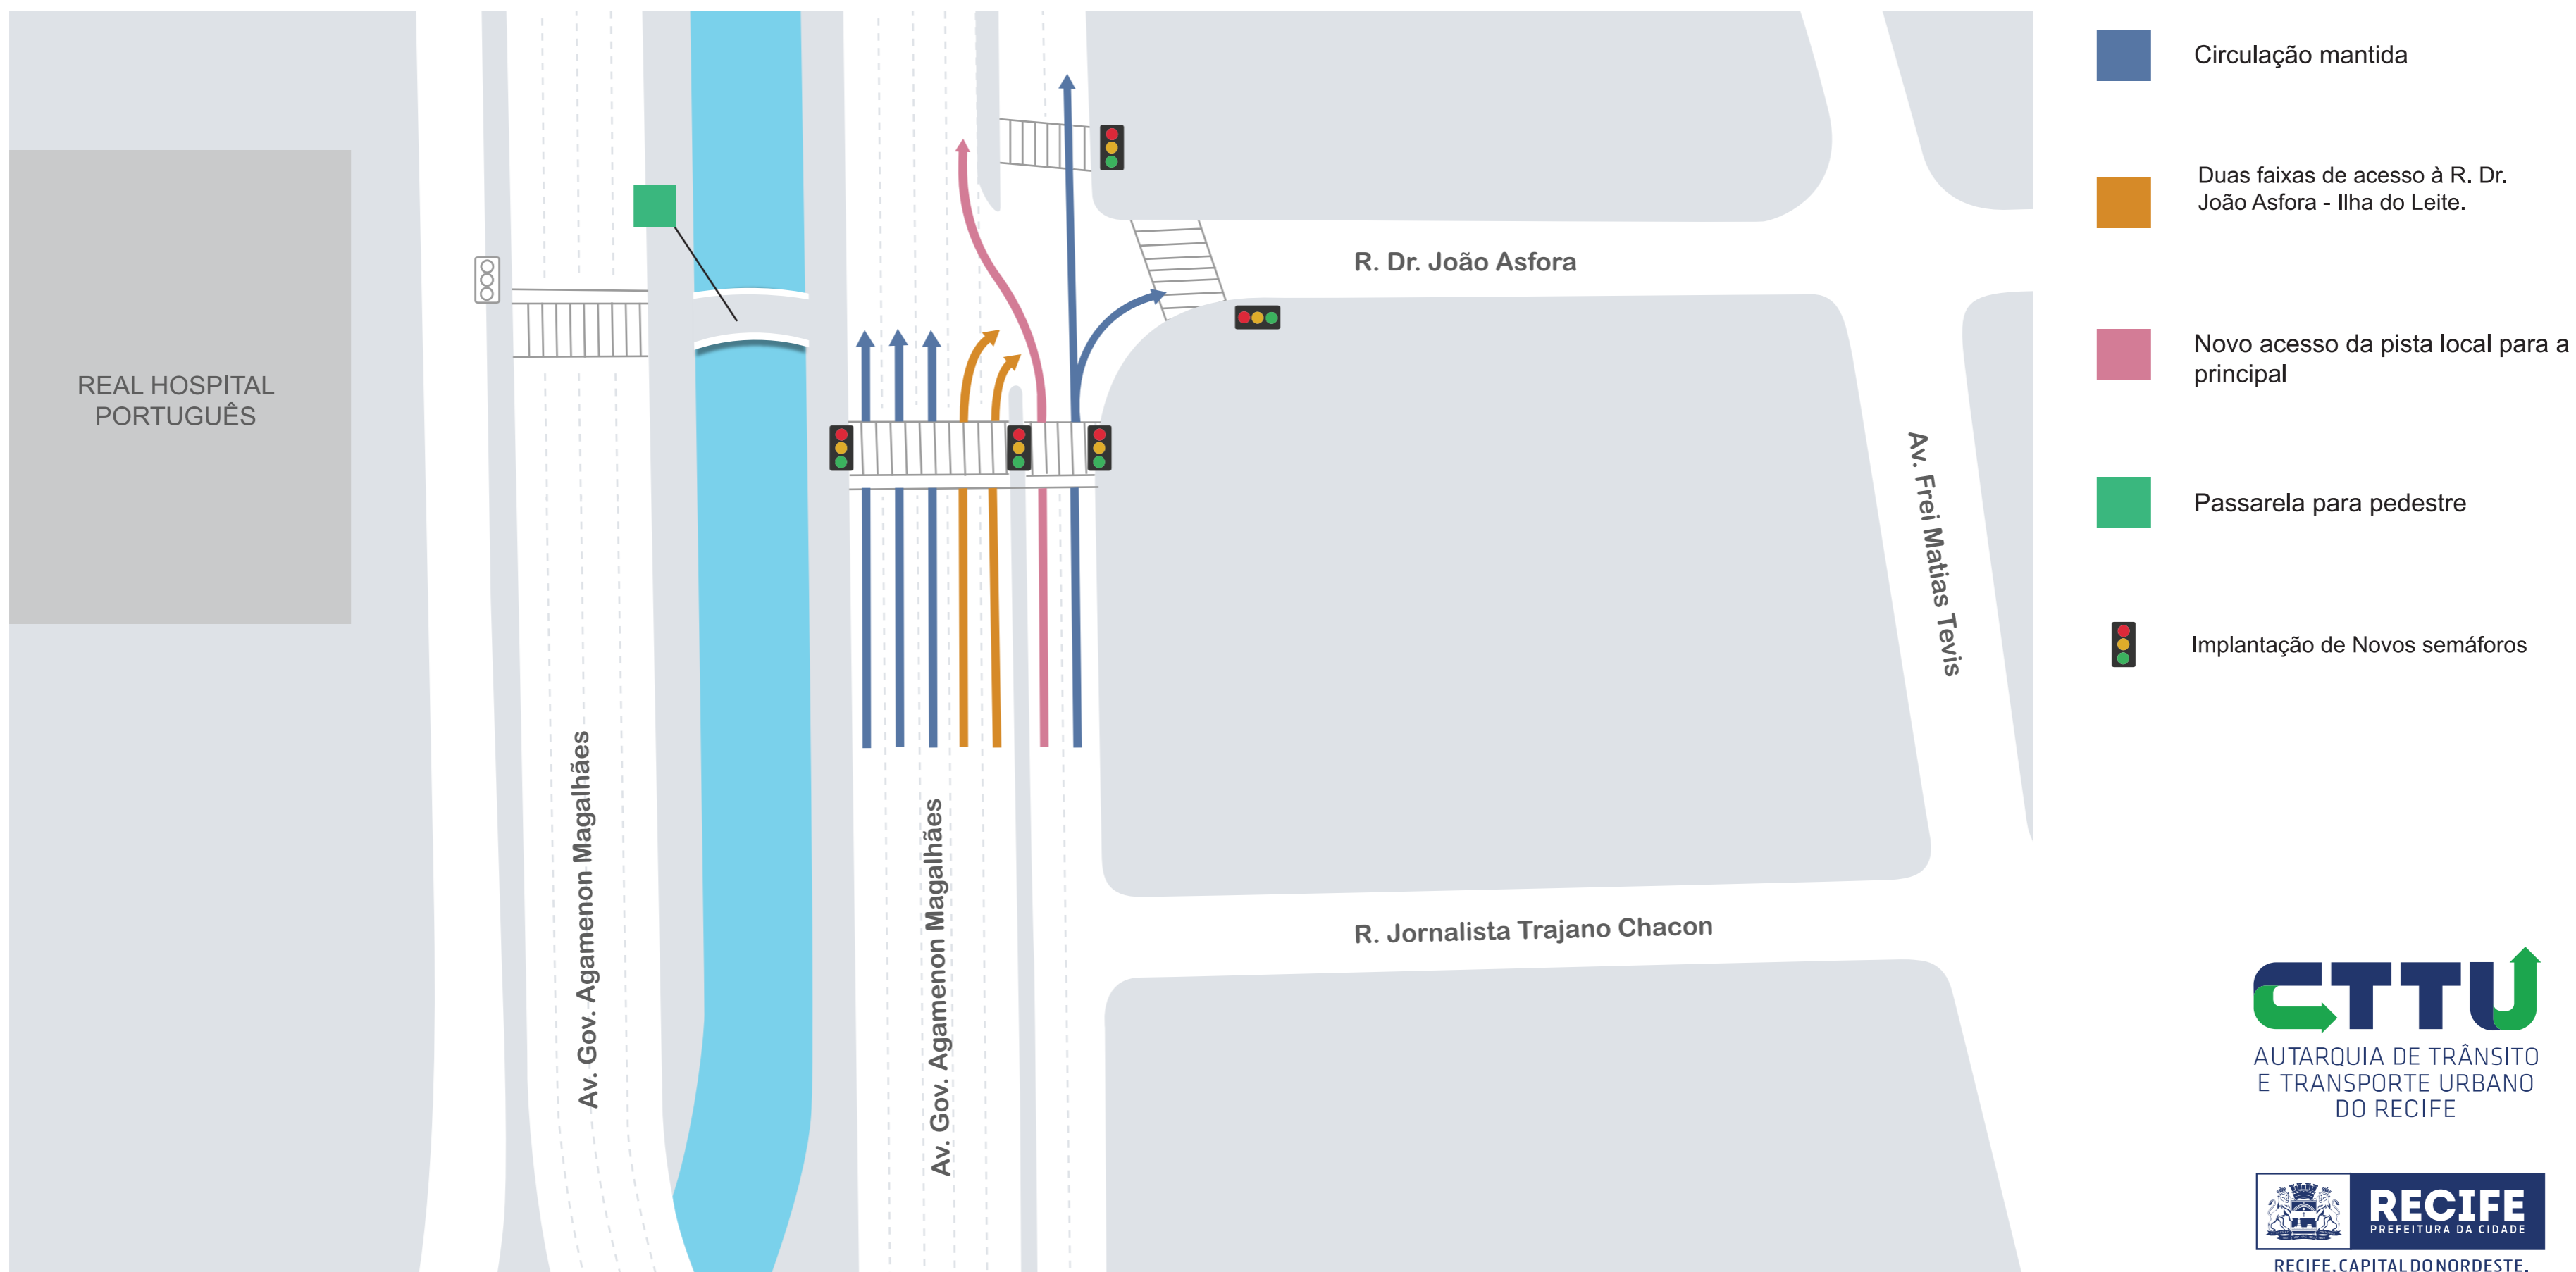 REAL HOSPITAL
PORTUGUÊS
Av. Gov. Agamenon Magalhães
Av. Gov. Agamenon Magalhães
R. Dr. João Asfora
Av. Frei Matias Tevis
R. Jornalista Trajano Chacon
Circulação mantida
Duas faixas de acesso à R. Dr.
João Asfora - Ilha do Leite.
Novo acesso da pista local para a
principal
Passarela para pedestre
Implantação de Novos semáforos
CTTU
AUTARQUIA DE TRÂNSITO
E TRANSPORTE URBANO
DO RECIFE
RECIFE
PREFEITURA DA CIDADE
RECIFE. CAPITAL DO NORDESTE.